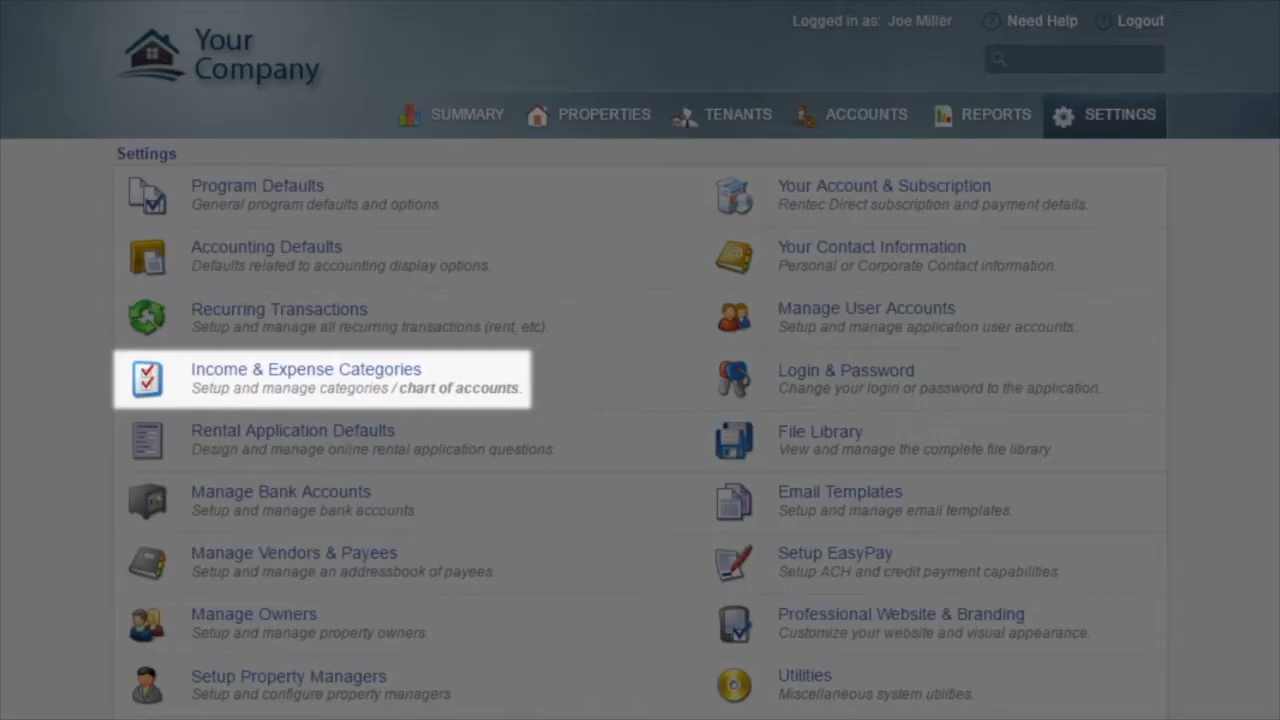 Logged in as: Joe Miller Need Help Logout
Your
Company
SUMMARY PROPERTIES TENANTS ACCOUNTS REPORTS SETTINGS
Settings
Program Defaults
General program defaults and options.
Your Account & Subscription
Rentec Direct subscription and payment details.
Accounting Defaults
Defaults related to accounting display options.
Your Contact Information
Personal or Corporate Contact information.
Recurring Transactions
Setup and manage all recurring transactions (rent, etc).
Manage User Accounts
Setup and manage application user accounts.
Income & Expense Categories
Setup and manage categories / chart of accounts.
Login & Password
Change your login or password to the application.
Rental Application Defaults
Design and manage online rental application questions.
File Library
View and manage the complete file library.
Manage Bank Accounts
Setup and manage bank accounts
Email Templates
Setup and manage email templates.
Manage Vendors & Payees
Setup and manage an addressbook of payees.
Setup EasyPay
Setup ACH and credit payment capabilities.
Manage Owners
Setup and manage property owners
Professional Website & Branding
Customize your website and visual appearance.
Setup Property Managers
Setup and configure property managers
Utilities
Miscellaneous system utilities.